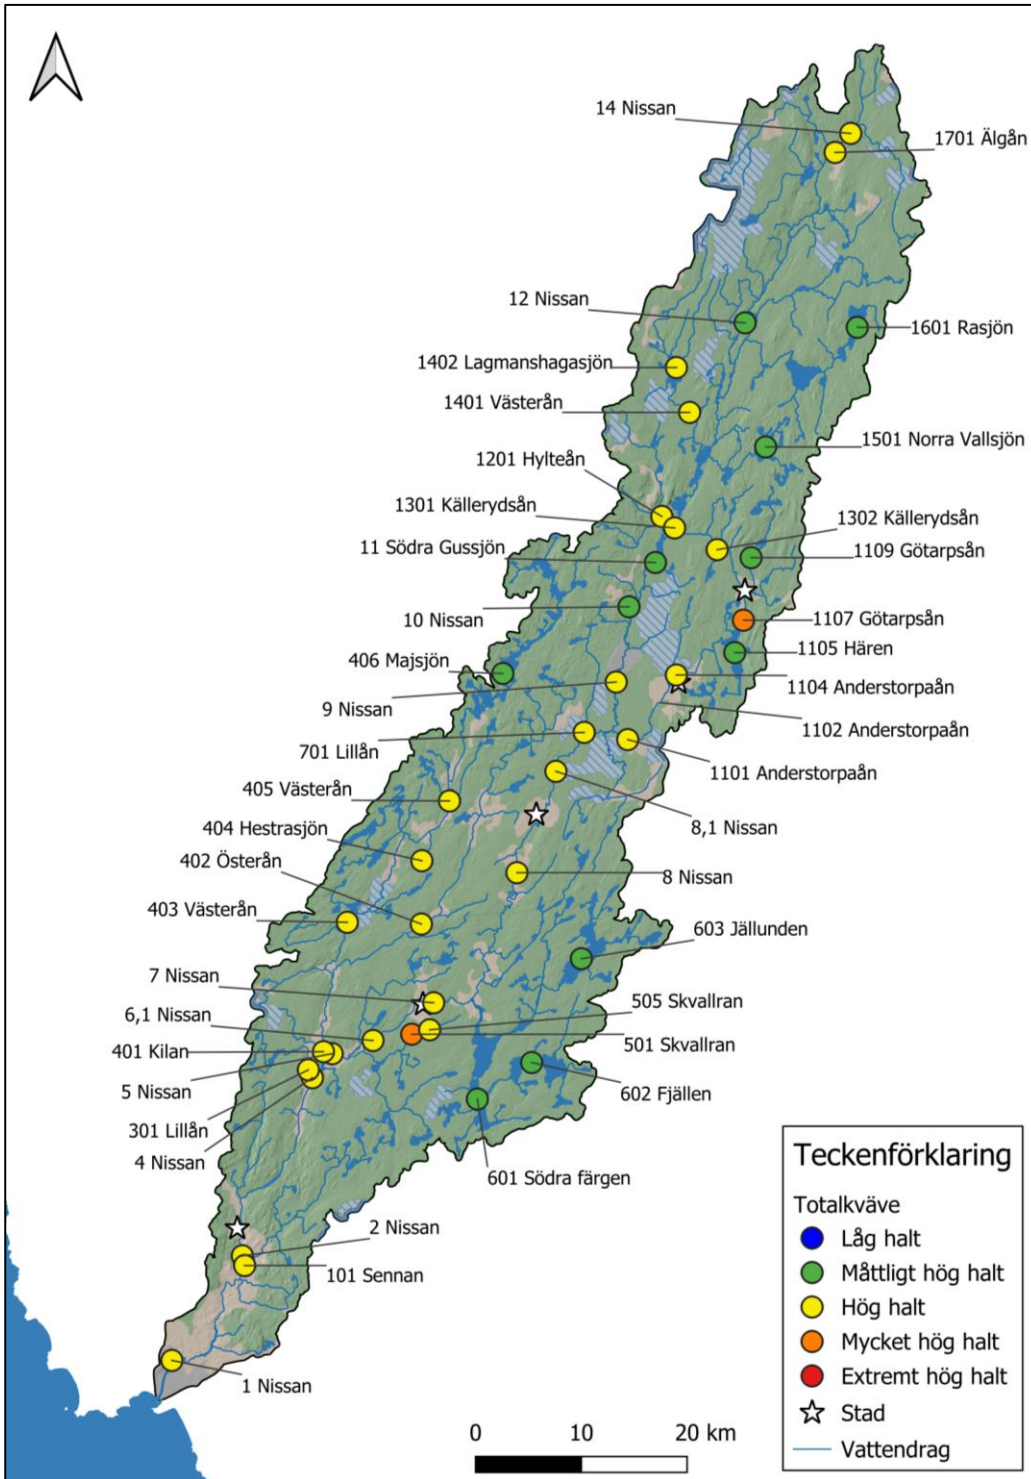 14 Nissan
1701 Älgån
12 Nissan
1601 Rasjön
1402 Lagmanshagasjön
1401 Västerån
1501 Norra Vallsjön
1201 Hylteån
1301 Källerydsån
1302 Källerydsån
11 Södra Gussjön
1109 Götarpsån
10 Nissan
1107 Götarpsån
406 Majsjön
1105 Hären
9 Nissan
1104 Anderstorpaån
701 Lillån
1102 Anderstorpaån
405 Västerån
1101 Anderstorpaån
404 Hestrasjön
8,1 Nissan
402 Österån
8 Nissan
403 Västerån
603 Jällunden
7 Nissan
505 Skvallran
6,1 Nissan
501 Skvallran
401 Kilan
5 Nissan
602 Fjällen
301 Lillån
4 Nissan
601 Södra färgen
2 Nissan
101 Sennan
1 Nissan
Teckenförklaring
Totalkväve
Låg halt
Måttligt hög halt
Hög halt
Mycket hög halt
Extremt hög halt
Stad
Vattendrag
0 10 20 km